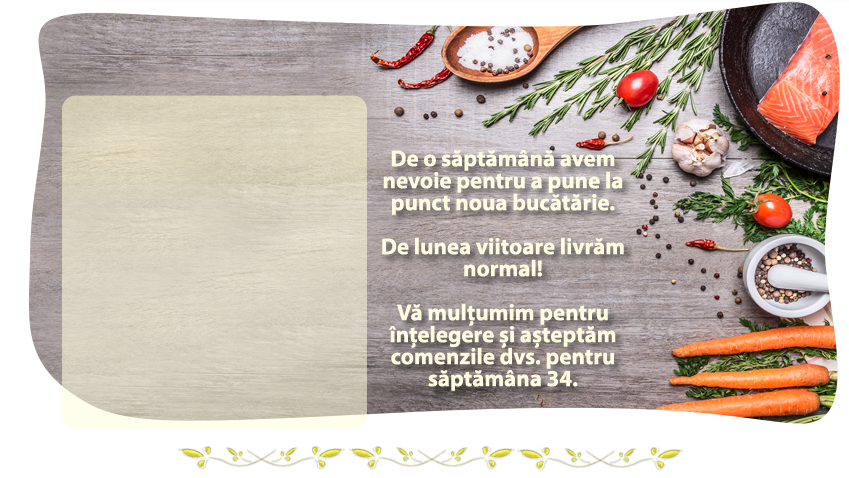 De o săptămână avem
nevoie pentru a pune la
punct noua bucătărie.
De lunea viitoare livrăm
normal!
Vă mulțumim pentru
înțelegere și așteptăm
comenzile dvs. pentru
săptămâna 34.